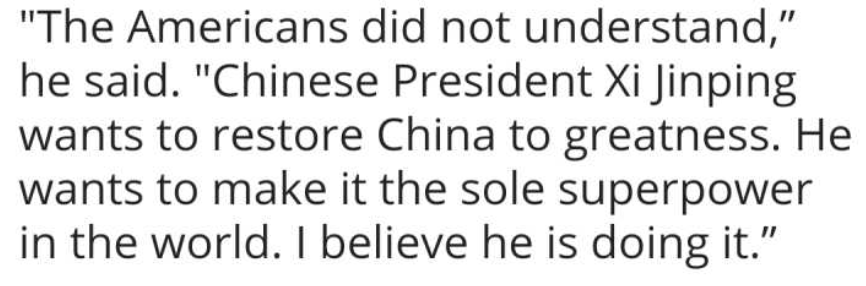 "The Americans did not understand,”
he said. "Chinese President Xi Jinping
wants to restore China to greatness. He
wants to make it the sole superpower
in the world. I believe he is doing it.”